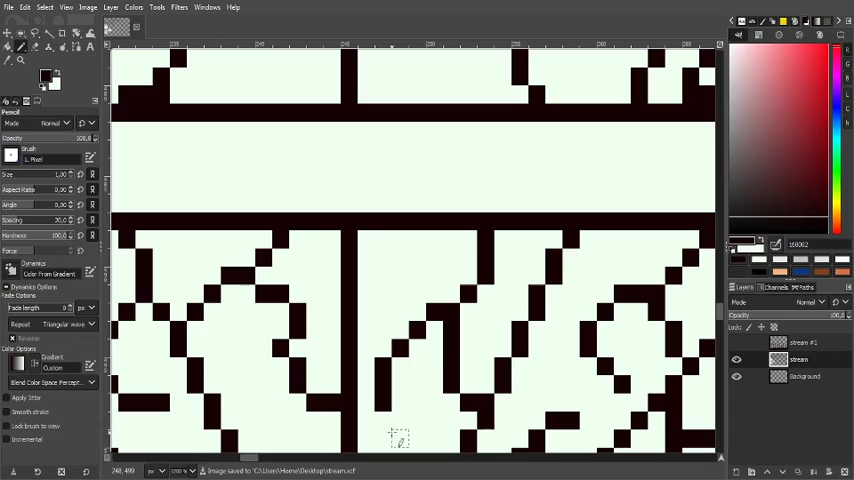 File Edit Select View Image Layer Colors Tools Filters Windows Help
Pencil
Mode Normal
Opacity 100,0
Brush
1. Pixel
Size 1,00
Aspect Ratio 0,00
Angle 0,00
Spacing 20,0
Hardness 100,0
Force
Dynamics
Color From Gradient
Dynamics Options
Fade Options
Fade length 0 px
Repeat Triangular wave
Reverse
Color Options
Gradient
Custom
Blend Color Space Percept...
Apply Jitter
Smooth stroke
Lock brush to view
Incremental
248, 499 px 3200 % Image saved to 'C:\Users\Home\Desktop\stream.xcf'
R
G
B
L
C
h
160002
Layers Channels Paths
Mode Normal
Opacity 100,0
Lock:
stream #1
stream
Background